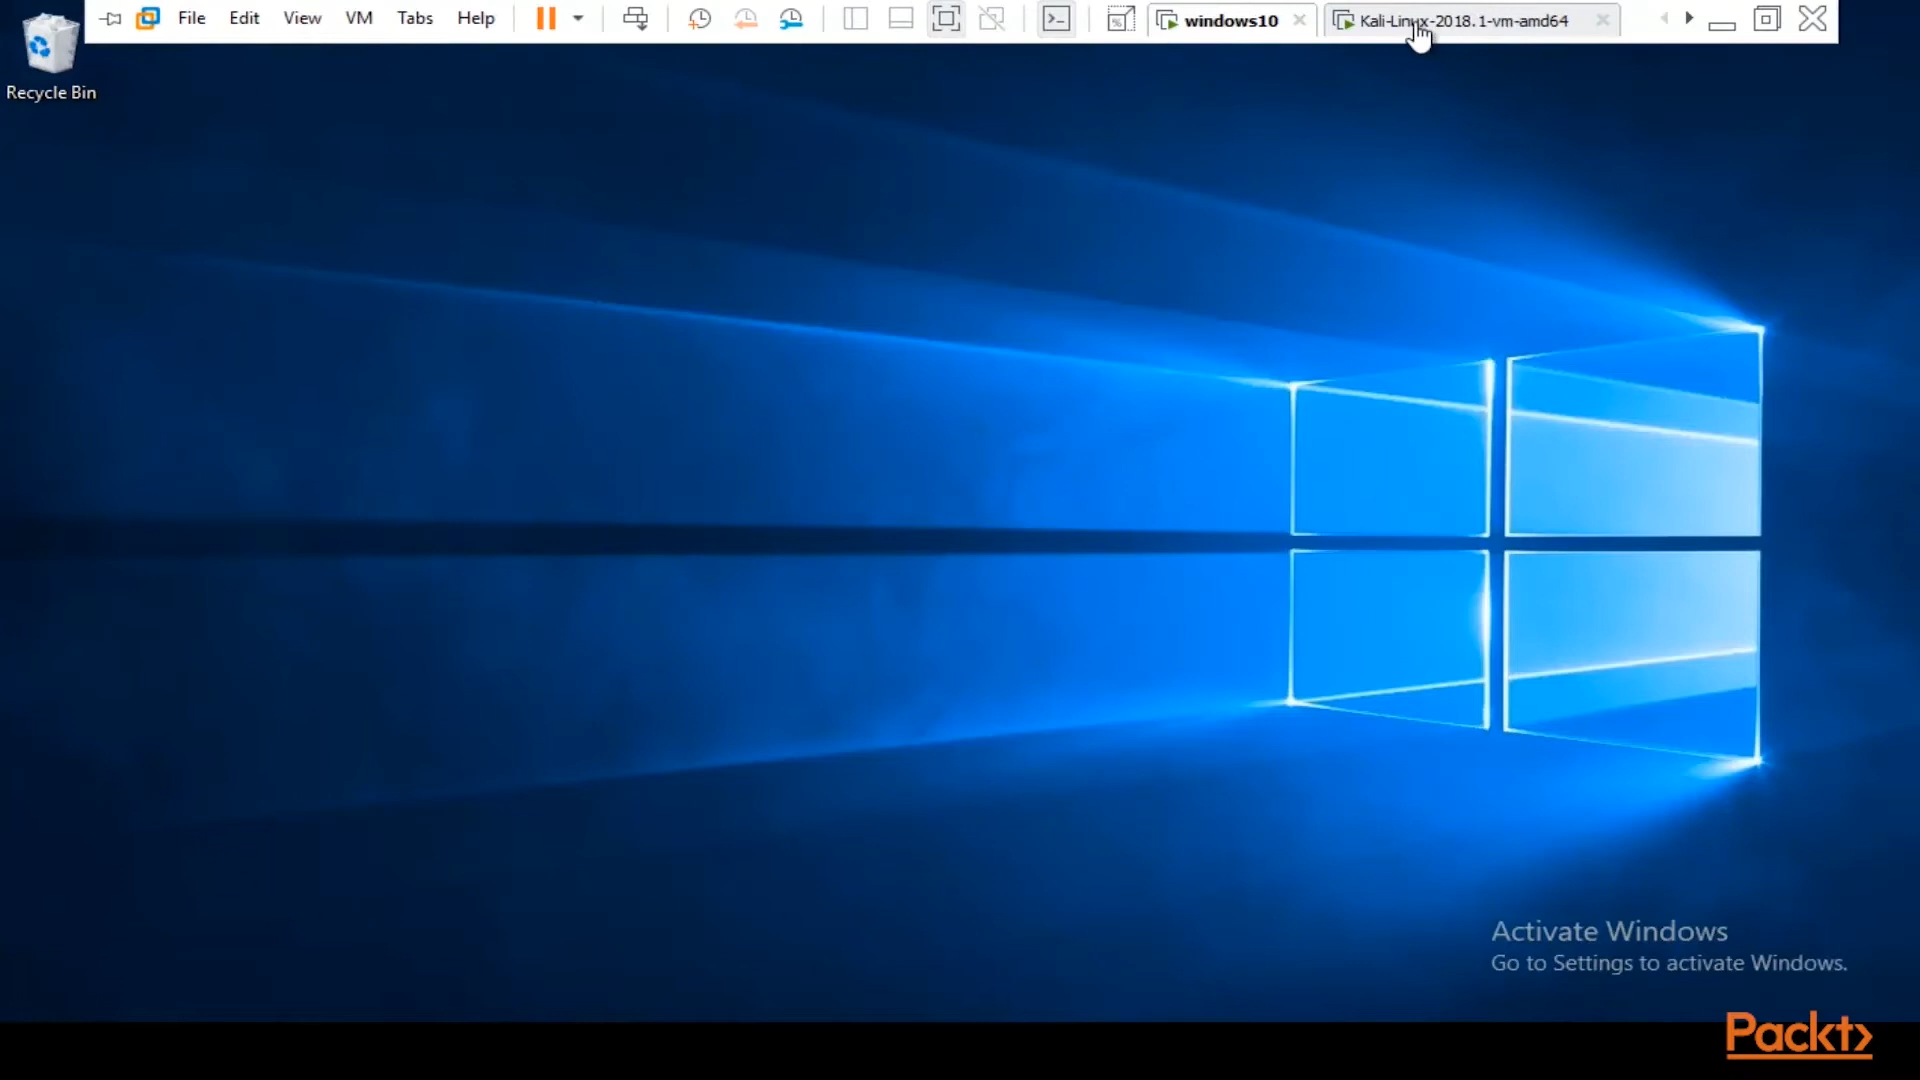 File Edit View VM Tabs Help windows10 Kali-Linux-2018.1-vm-amd64
Recycle Bin
Activate Windows
Go to Settings to activate Windows.
Packt